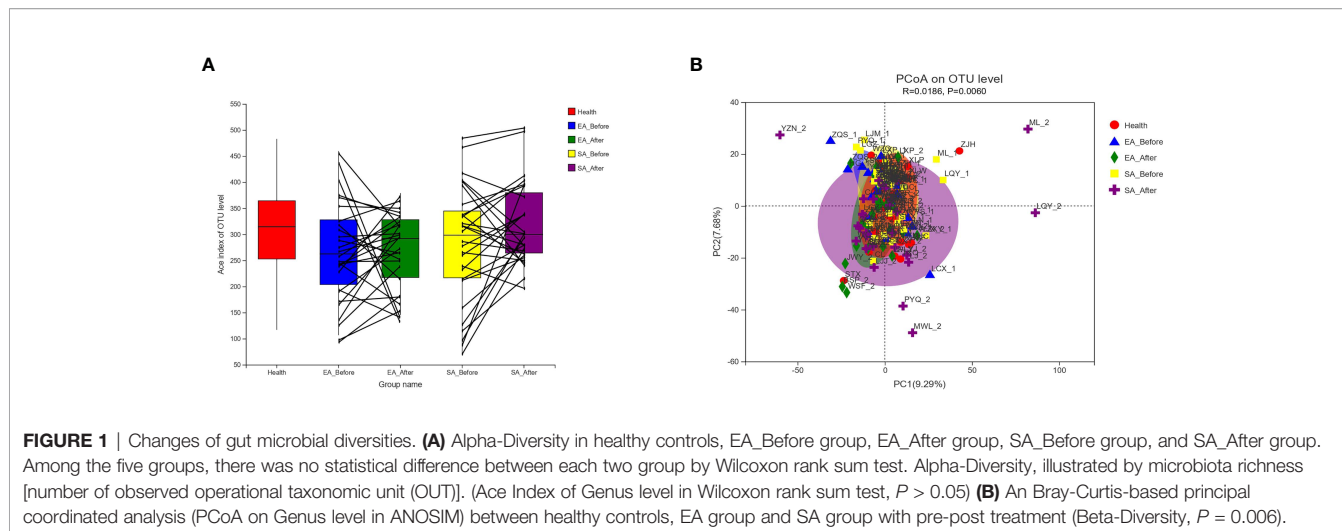 A
550
500
450
400
350
300
250
200
150
100
50
Ace index of OTU level
Health
EA_Before
EA_After
SA_Before
SA_After
Group name
Health
EA_Before
EA_After
SA_Before
SA_After
B
PCoA on OTU level
R=0.0186, P=0.0060
40
20
0
-20
-40
-60
PC2(7.68%)
-50
0
50
100
PC1(9.29%)
YZN_2
ZQS_1
LJM_1
ML_2
ZJH
ML_1
LQY_1
LQY_2
JWY_
STX
LCX_1
WSF_2
PYQ_2
MWL_2
Health
EA_Before
EA_After
SA_Before
SA_After
FIGURE 1 | Changes of gut microbial diversities. (A) Alpha-Diversity in healthy controls, EA_Before group, EA_After group, SA_Before group, and SA_After group.
Among the five groups, there was no statistical difference between each two group by Wilcoxon rank sum test. Alpha-Diversity, illustrated by microbiota richness
[number of observed operational taxonomic unit (OUT)]. (Ace Index of Genus level in Wilcoxon rank sum test, P > 0.05) (B) An Bray-Curtis-based principal
coordinated analysis (PCoA on Genus level in ANOSIM) between healthy controls, EA group and SA group with pre-post treatment (Beta-Diversity, P = 0.006).